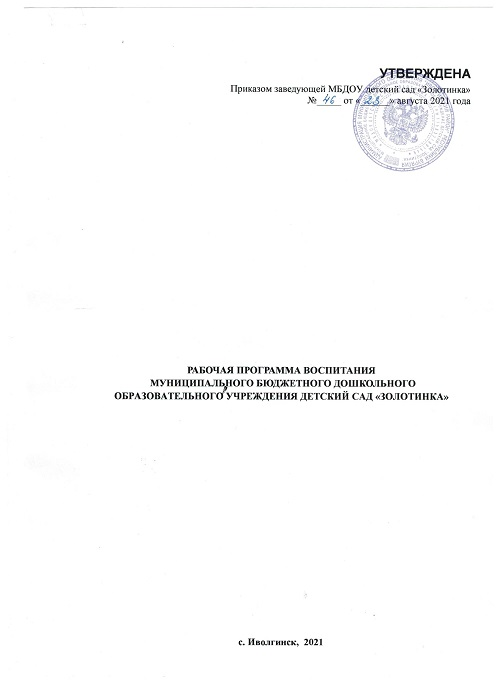 УТВЕРЖДЕНА
Приказом заведующей МБДОУ детский сад «Золотинка»
№ 46 от « 23 » августа 2021 года
РАБОЧАЯ ПРОГРАММА ВОСПИТАНИЯ
МУНИЦИПАЛЬНОГО БЮДЖЕТНОГО ДОШКОЛЬНОГО
ОБРАЗОВАТЕЛЬНОГО УЧРЕЖДЕНИЯ ДЕТСКИЙ САД «ЗОЛОТИНКА»
с. Иволгинск, 2021